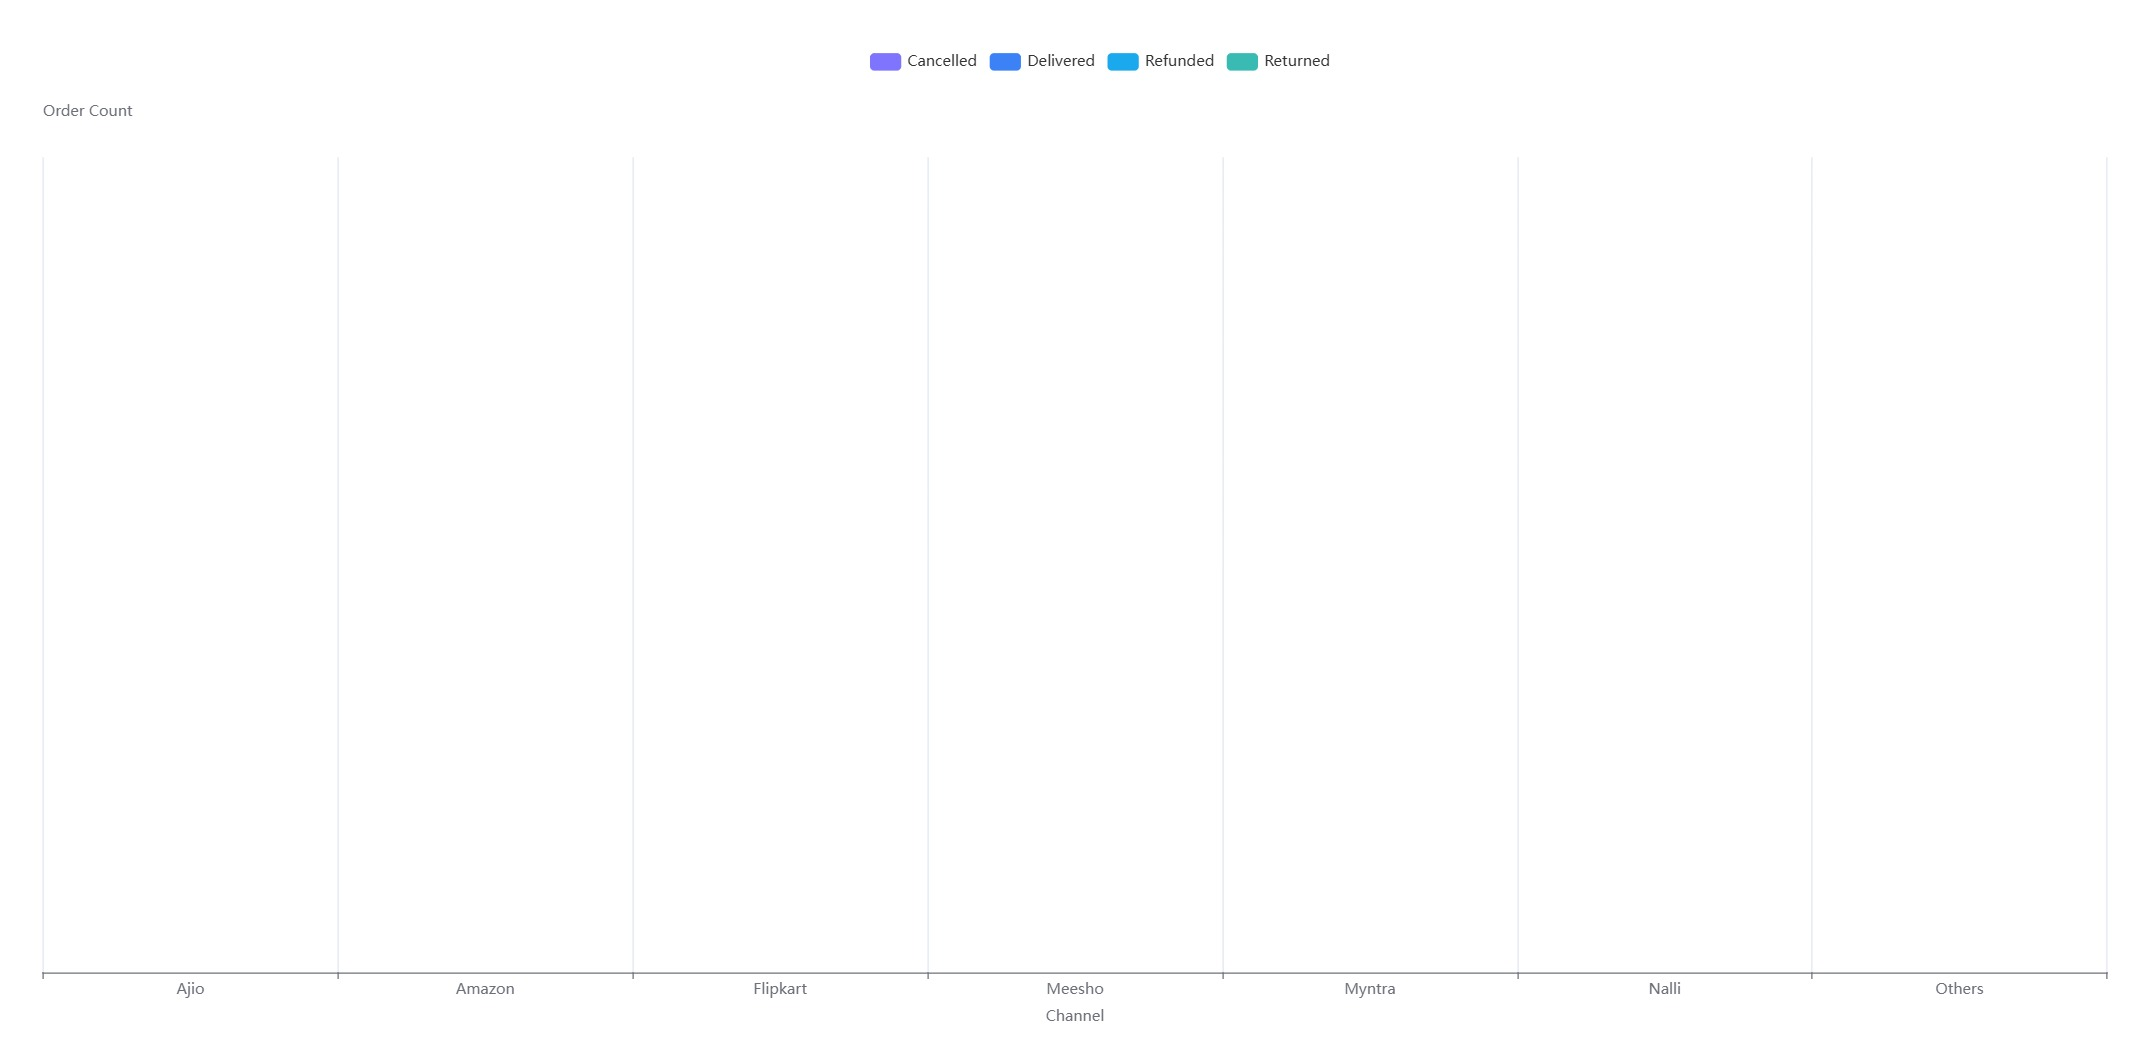 Cancelled Delivered Refunded Returned
Order Count
Ajio Amazon Flipkart Meesho Myntra Nalli Others
Channel